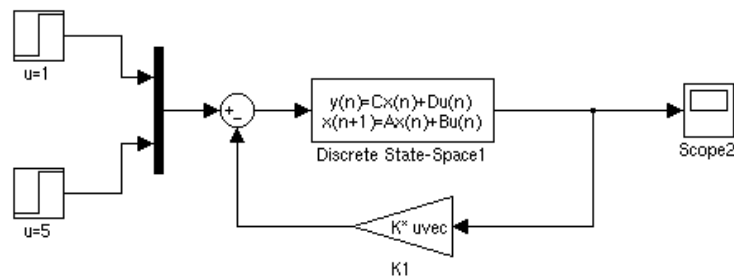 u=1
y(n)=Cx(n)+Du(n)
x(n+1)=Ax(n)+Bu(n)
Discrete State-Space1
Scope2
u=5
K* uvec
K1